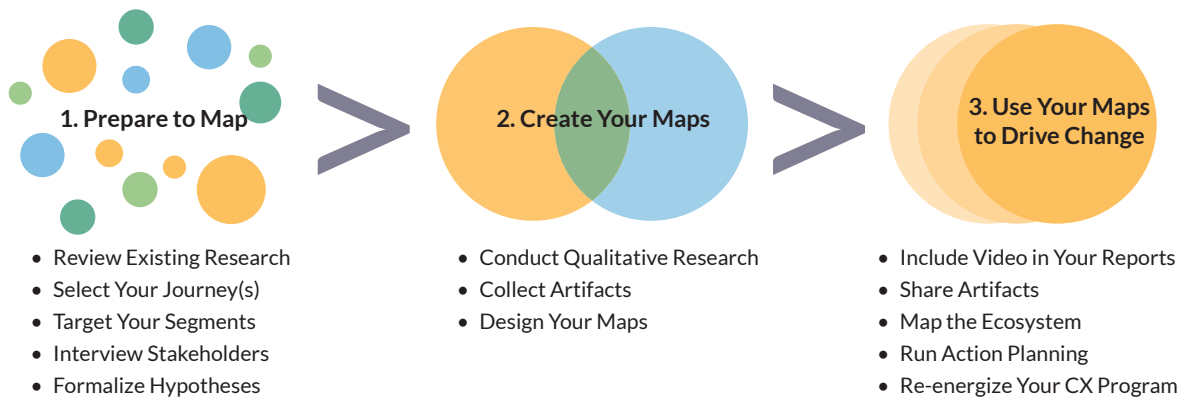 1. Prepare to Map
• Review Existing Research
• Select Your Journey(s)
• Target Your Segments
• Interview Stakeholders
• Formalize Hypotheses
2. Create Your Maps
• Conduct Qualitative Research
• Collect Artifacts
• Design Your Maps
3. Use Your Maps
to Drive Change
• Include Video in Your Reports
• Share Artifacts
• Map the Ecosystem
• Run Action Planning
• Re-energize Your CX Program